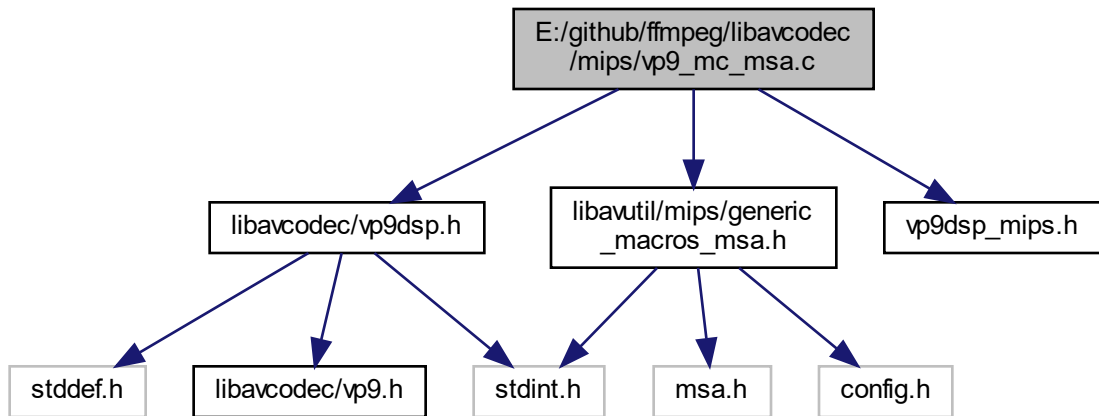 E:/github/ffmpeg/libavcodec
/mips/vp9_mc_msa.c
libavcodec/vp9dsp.h
libavutil/mips/generic
_macros_msa.h
vp9dsp_mips.h
stddef.h
libavcodec/vp9.h
stdint.h
msa.h
config.h